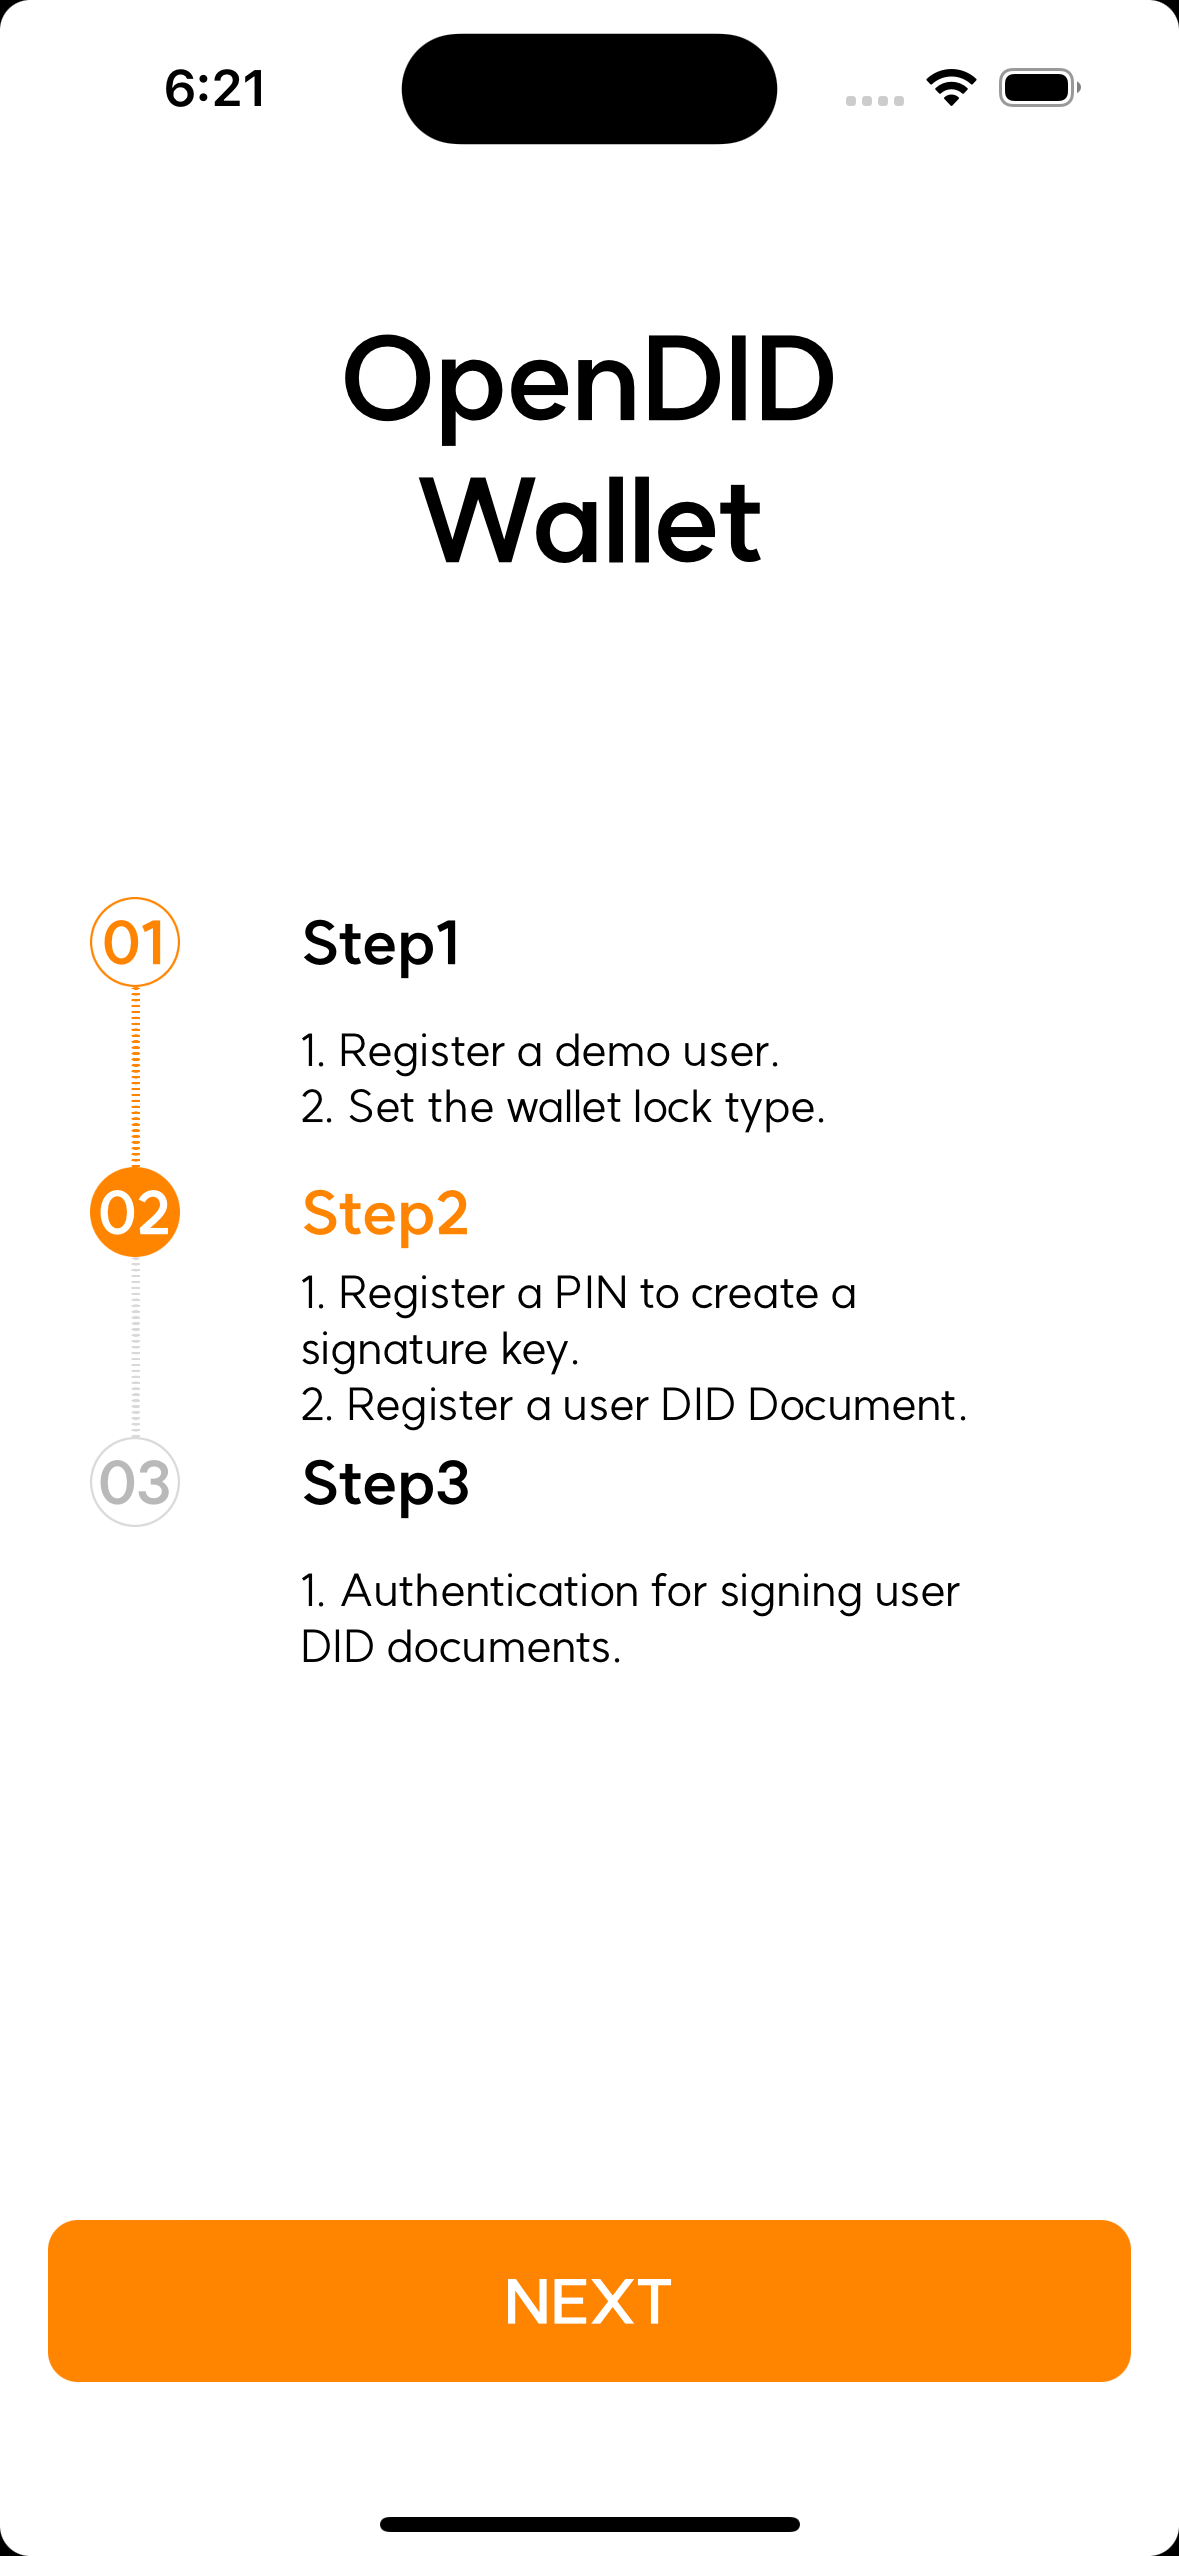 6:21
OpenDID
Wallet
01
Step1
1. Register a demo user.
2. Set the wallet lock type.
02
Step2
1. Register a PIN to create a
signature key.
2. Register a user DID Document.
03
Step3
1. Authentication for signing user
DID documents.
NEXT